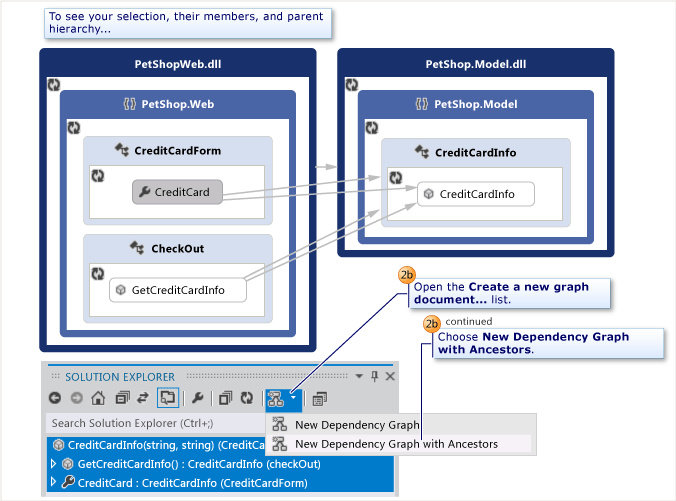 To see your selection, their members, and parent
hierarchy...
PetShopWeb.dll
PetShop.Model.dll
{} PetShop.Web
{} PetShop.Model
CreditCardForm
CreditCardInfo
CreditCard
CreditCardInfo
CheckOut
GetCreditCardInfo
2b
Open the Create a new graph
document... list.
2b continued
Choose New Dependency Graph
with Ancestors.
SOLUTION EXPLORER
Search Solution Explorer (Ctrl+;)
New Dependency Graph
New Dependency Graph with Ancestors
CreditCardInfo(string, string) (CreditCa
GetCreditCardInfo() : CreditCardInfo (checkOut)
CreditCard : CreditCardInfo (CreditCardForm)